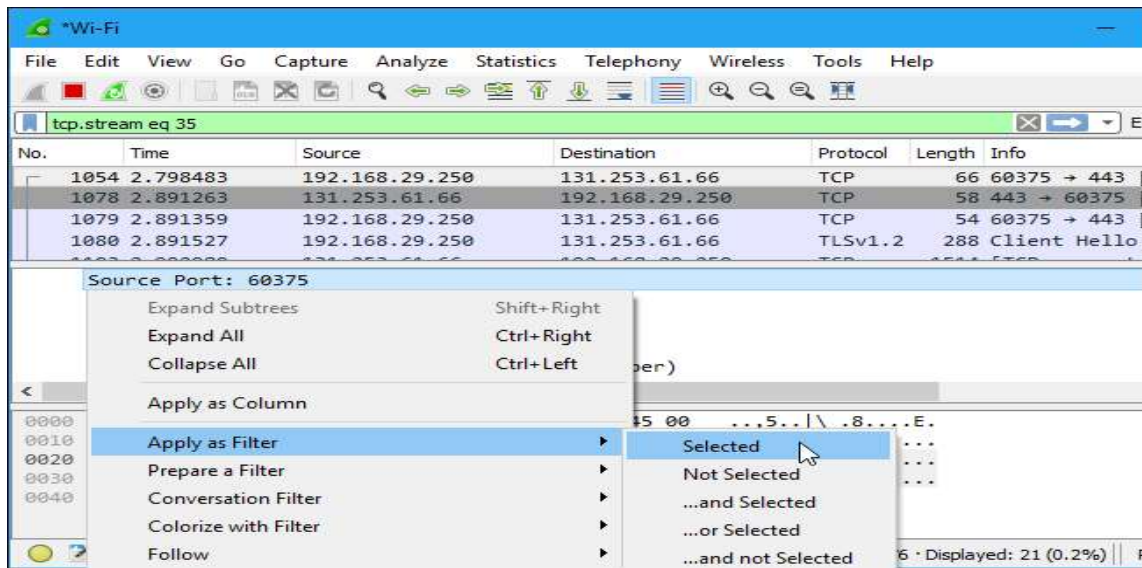 *Wi-Fi
File Edit View Go Capture Analyze Statistics Telephony Wireless Tools Help
tcp.stream eq 35
No. Time Source Destination Protocol Length Info
1054 2.798483 192.168.29.250 131.253.61.66 TCP 66 60375 → 443
1078 2.891263 131.253.61.66 192.168.29.250 TCP 58 443 → 60375
1079 2.891359 192.168.29.250 131.253.61.66 TCP 54 60375 → 443
1080 2.891527 192.168.29.250 131.253.61.66 TLSv1.2 288 Client Hello
Source Port: 60375
Expand Subtrees Shift+Right
Expand All Ctrl+Right
Collapse All Ctrl+Left
Apply as Column
0000 45 00 ..,5..|\ .8....E.
0010
0020
0030
0040
Apply as Filter
Prepare a Filter
Conversation Filter
Colorize with Filter
Follow
Selected
Not Selected
...and Selected
...or Selected
...and not Selected
Displayed: 21 (0.2%)